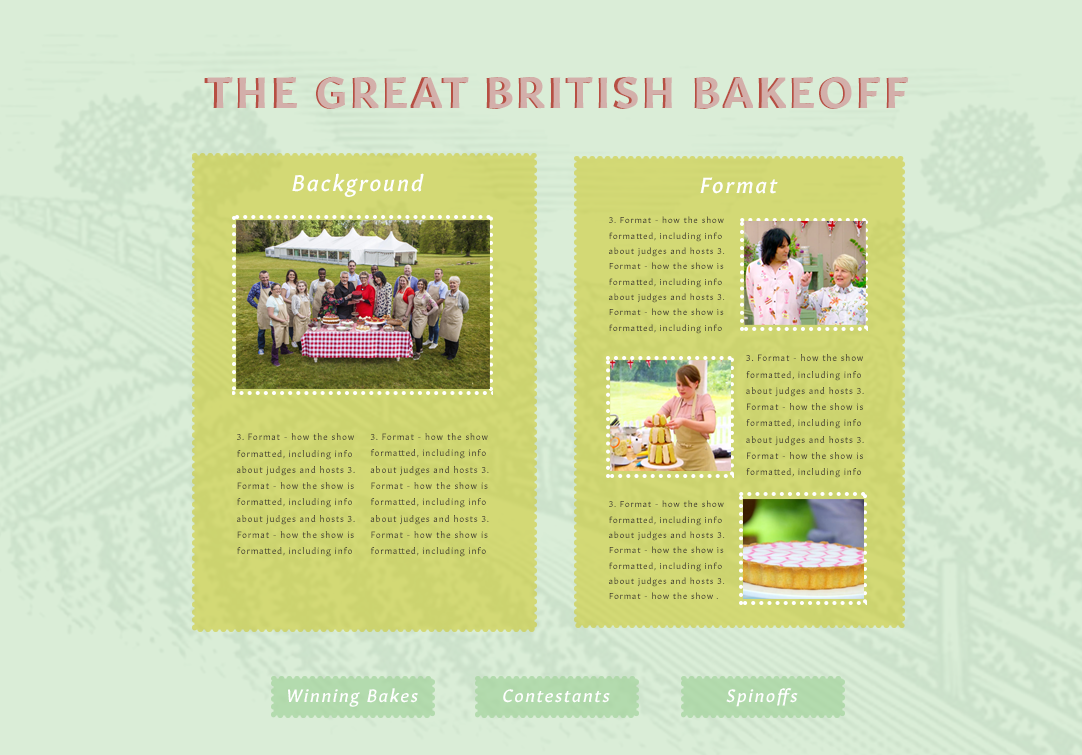 THE GREAT BRITISH BAKEOFF
Background
3. Format - how the show
formatted, including info
about judges and hosts 3.
Format - how the show is
formatted, including info
about judges and hosts 3.
Format - how the show is
formatted, including info
3. Format - how the show
formatted, including info
about judges and hosts 3.
Format - how the show is
formatted, including info
about judges and hosts 3.
Format - how the show is
formatted, including info
Format
3. Format - how the show
formatted, including info
about judges and hosts 3.
Format - how the show is
formatted, including info
about judges and hosts 3.
Format - how the show is
formatted, including info
3. Format - how the show
formatted, including info
about judges and hosts 3.
Format - how the show is
formatted, including info
about judges and hosts 3.
Format - how the show is
formatted, including info
3. Format - how the show
formatted, including info
about judges and hosts 3.
Format - how the show is
formatted, including info
about judges and hosts 3.
Format - how the show .
Winning Bakes
Contestants
Spinoffs